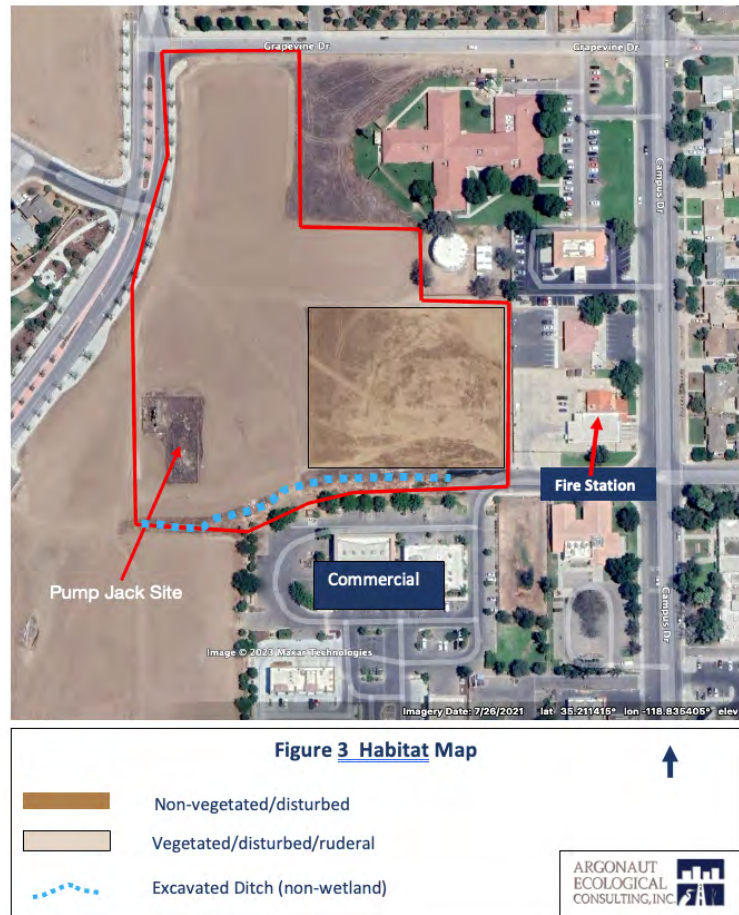 Grapevine Dr
Grapevine Dr
Campus Dr
Fire Station
Commercial
Pump Jack Site
Campus Dr
Image © 2023 Maxar Technologies
Imagery Date: 7/26/2021 lat 35.211415° lon -118.835405° elev
Figure 3 Habitat Map
Non-vegetated/disturbed
Vegetated/disturbed/ruderal
Excavated Ditch (non-wetland)
ARGONAUT
ECOLOGICAL
CONSULTING, INC.